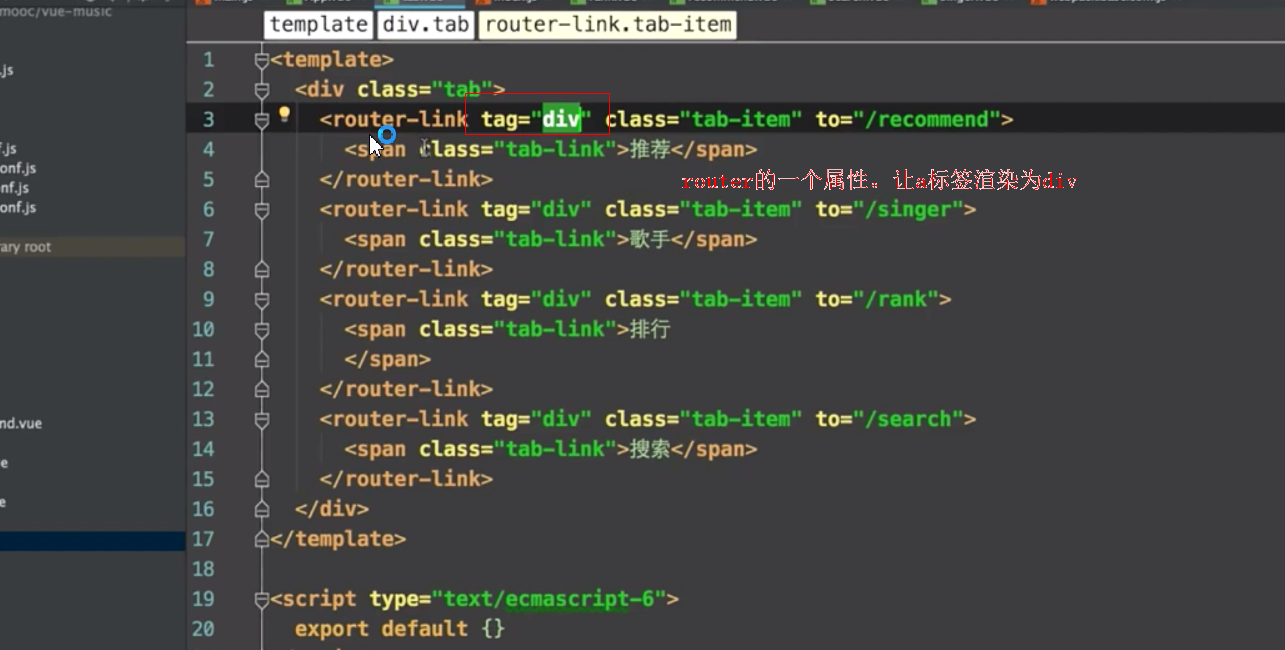 mooc/vue-music
template div.tab router-link.tab-item
.js
f.js
onf.js
nf.js
onf.js
ary root
nd.vue
e
e
1 <template>
2 <div class="tab">
3 <router-link tag="div" class="tab-item" to="/recommend">
4 <span class="tab-link">推荐</span>
5 </router-link>
router的一个属性。让a标签渲染为div
6 <router-link tag="div" class="tab-item" to="/singer">
7 <span class="tab-link">歌手</span>
8 </router-link>
9 <router-link tag="div" class="tab-item" to="/rank">
10 <span class="tab-link">排行
11 </span>
12 </router-link>
13 <router-link tag="div" class="tab-item" to="/search">
14 <span class="tab-link">搜索</span>
15 </router-link>
16 </div>
17 </template>
18
19 <script type="text/ecmascript-6">
20 export default {}